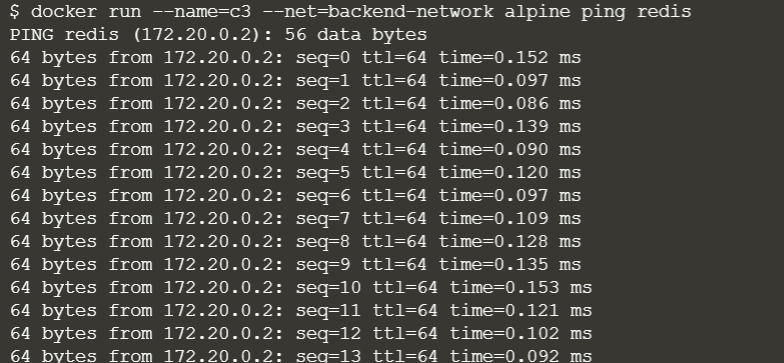 $ docker run --name=c3 --net=backend-network alpine ping redis
PING redis (172.20.0.2): 56 data bytes
64 bytes from 172.20.0.2: seq=0 ttl=64 time=0.152 ms
64 bytes from 172.20.0.2: seq=1 ttl=64 time=0.097 ms
64 bytes from 172.20.0.2: seq=2 ttl=64 time=0.086 ms
64 bytes from 172.20.0.2: seq=3 ttl=64 time=0.139 ms
64 bytes from 172.20.0.2: seq=4 ttl=64 time=0.090 ms
64 bytes from 172.20.0.2: seq=5 ttl=64 time=0.120 ms
64 bytes from 172.20.0.2: seq=6 ttl=64 time=0.097 ms
64 bytes from 172.20.0.2: seq=7 ttl=64 time=0.109 ms
64 bytes from 172.20.0.2: seq=8 ttl=64 time=0.128 ms
64 bytes from 172.20.0.2: seq=9 ttl=64 time=0.135 ms
64 bytes from 172.20.0.2: seq=10 ttl=64 time=0.153 ms
64 bytes from 172.20.0.2: seq=11 ttl=64 time=0.121 ms
64 bytes from 172.20.0.2: seq=12 ttl=64 time=0.102 ms
64 bytes from 172.20.0.2: seq=13 ttl=64 time=0.092 ms